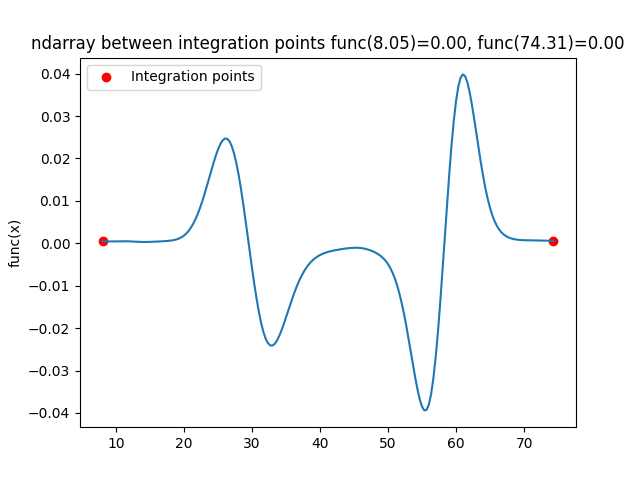 ndarray between integration points func(8.05)=0.00, func(74.31)=0.00
Integration points
func(x)
0.04
0.03
0.02
0.01
0.00
−0.01
−0.02
−0.03
−0.04
10 20 30 40 50 60 70